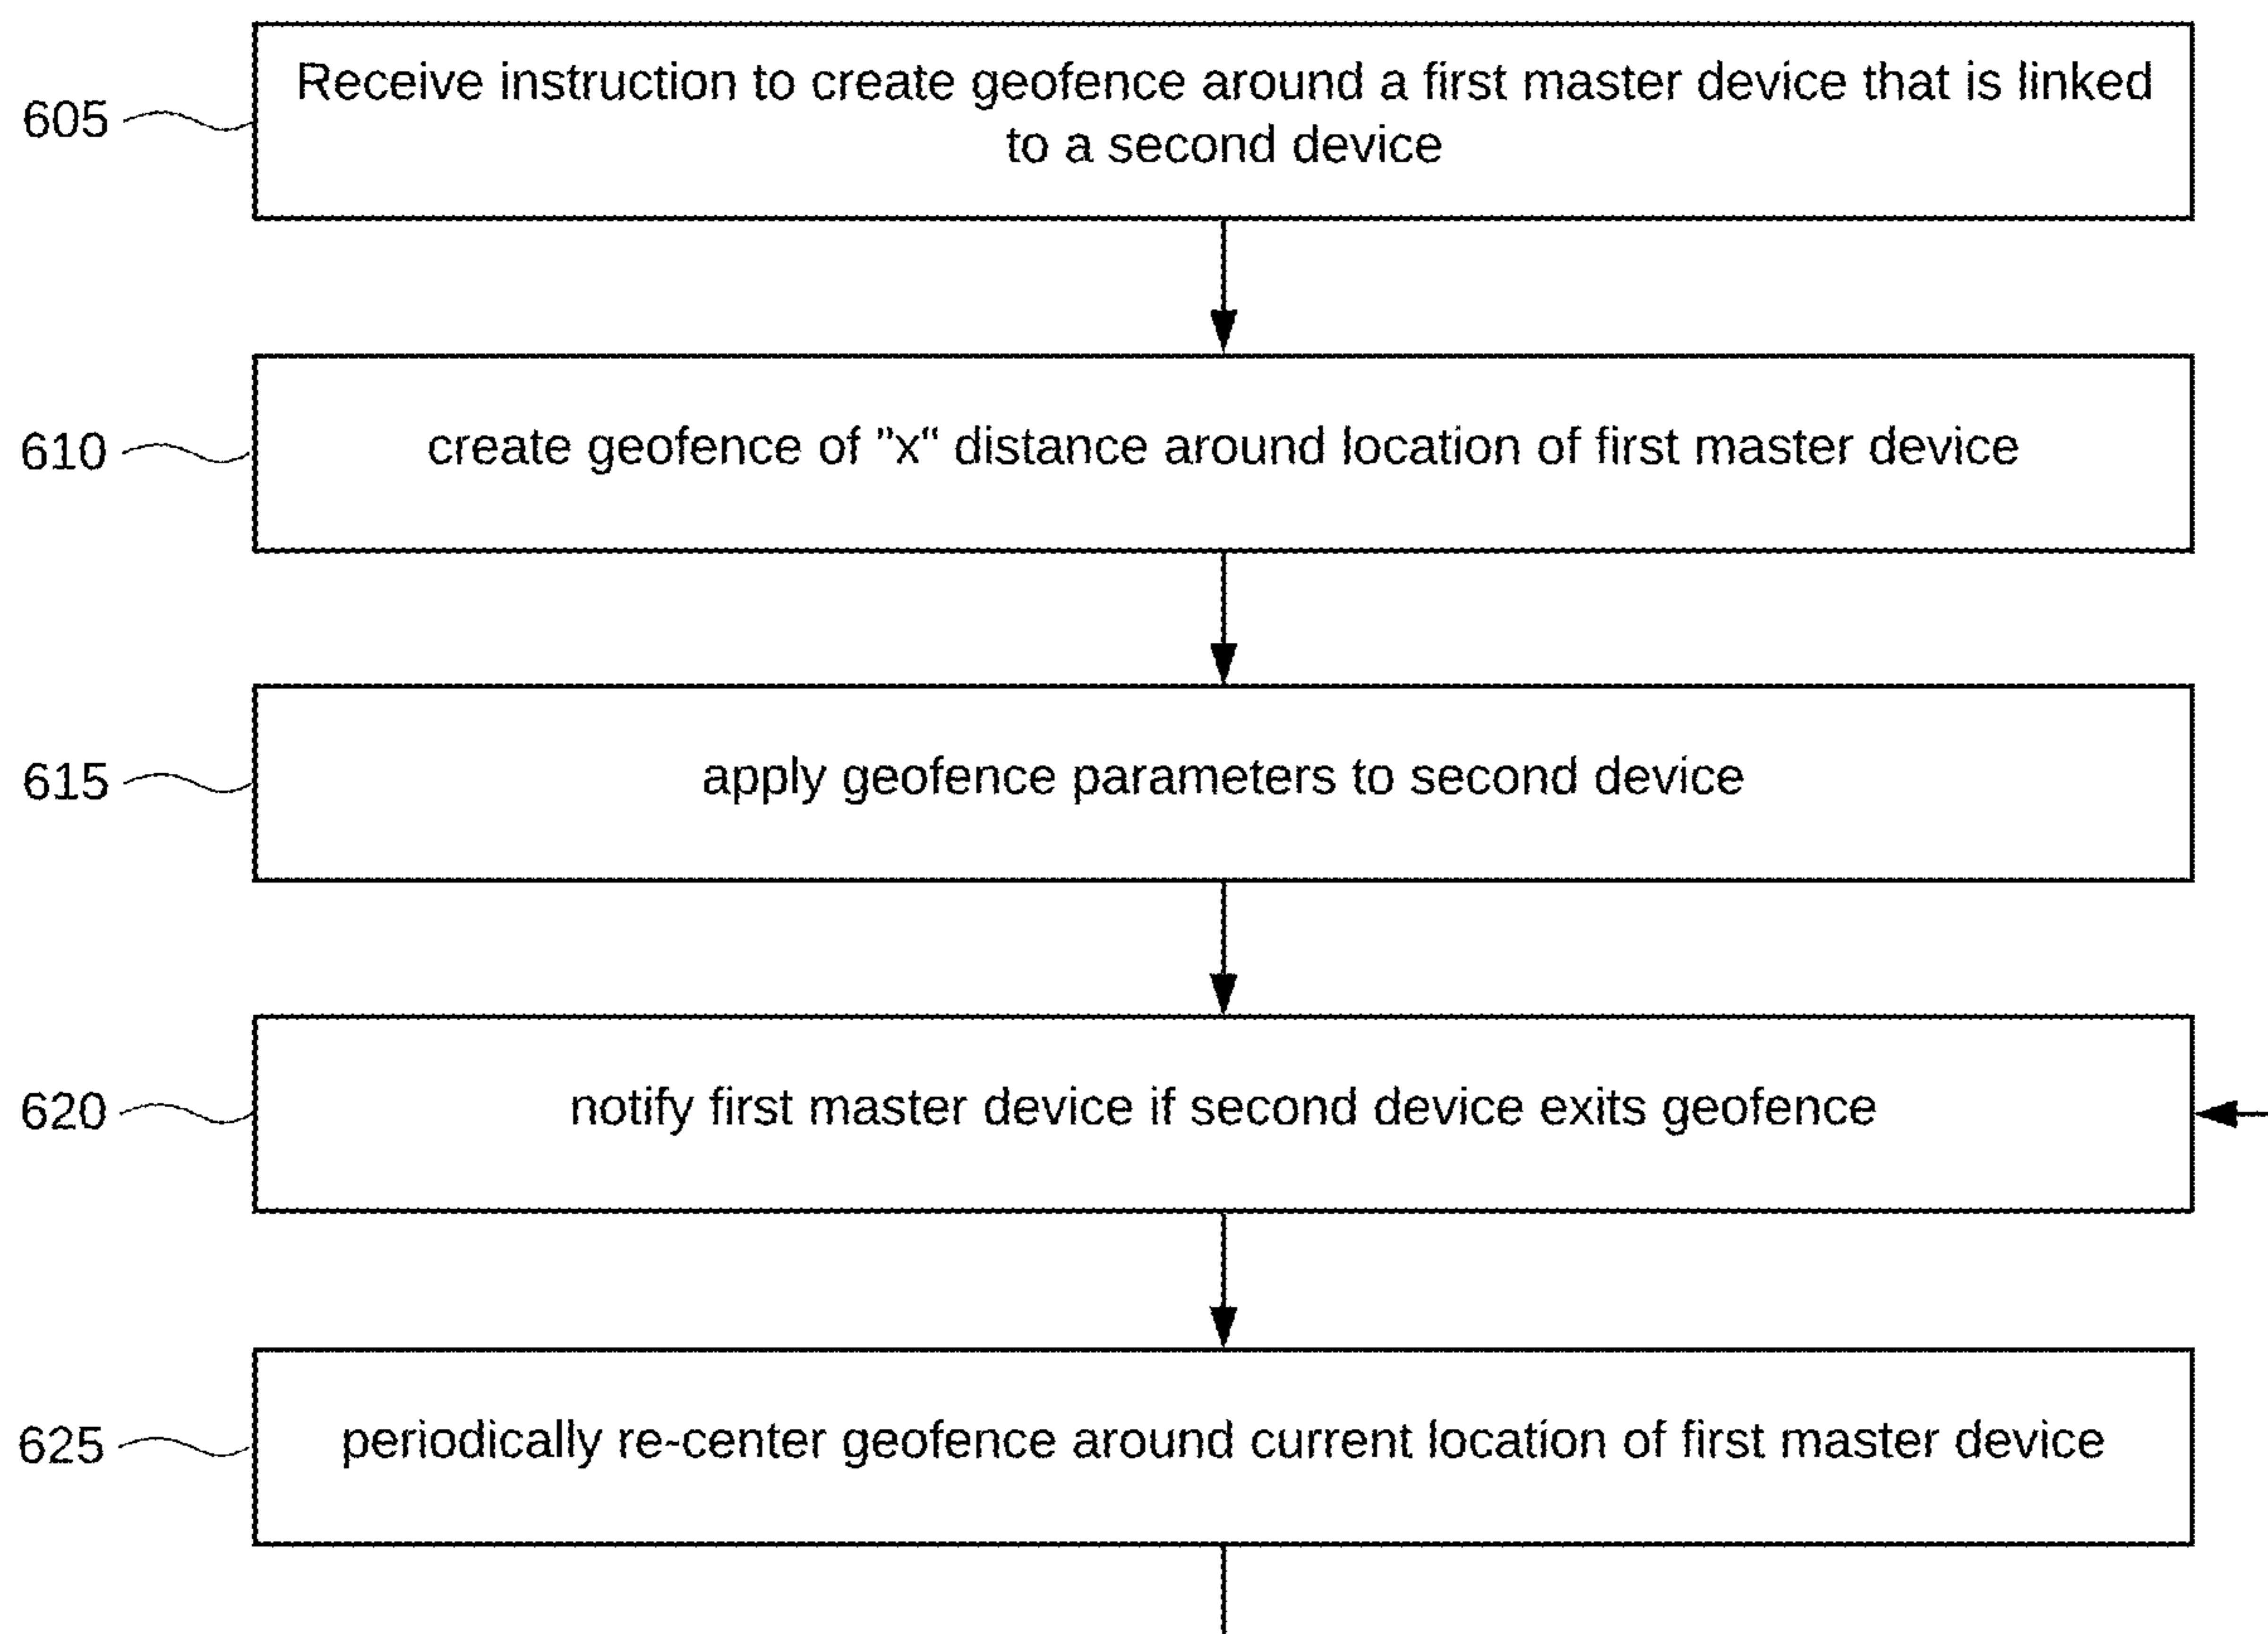 605
Receive instruction to create geofence around a first master device that is linked
to a second device
610
create geofence of ”x“ distance around location of first master device
615
apply geofence parameters to second device
620
notify first master device if second device exits geofence
625
periodically re-center geofence around current location of first master device